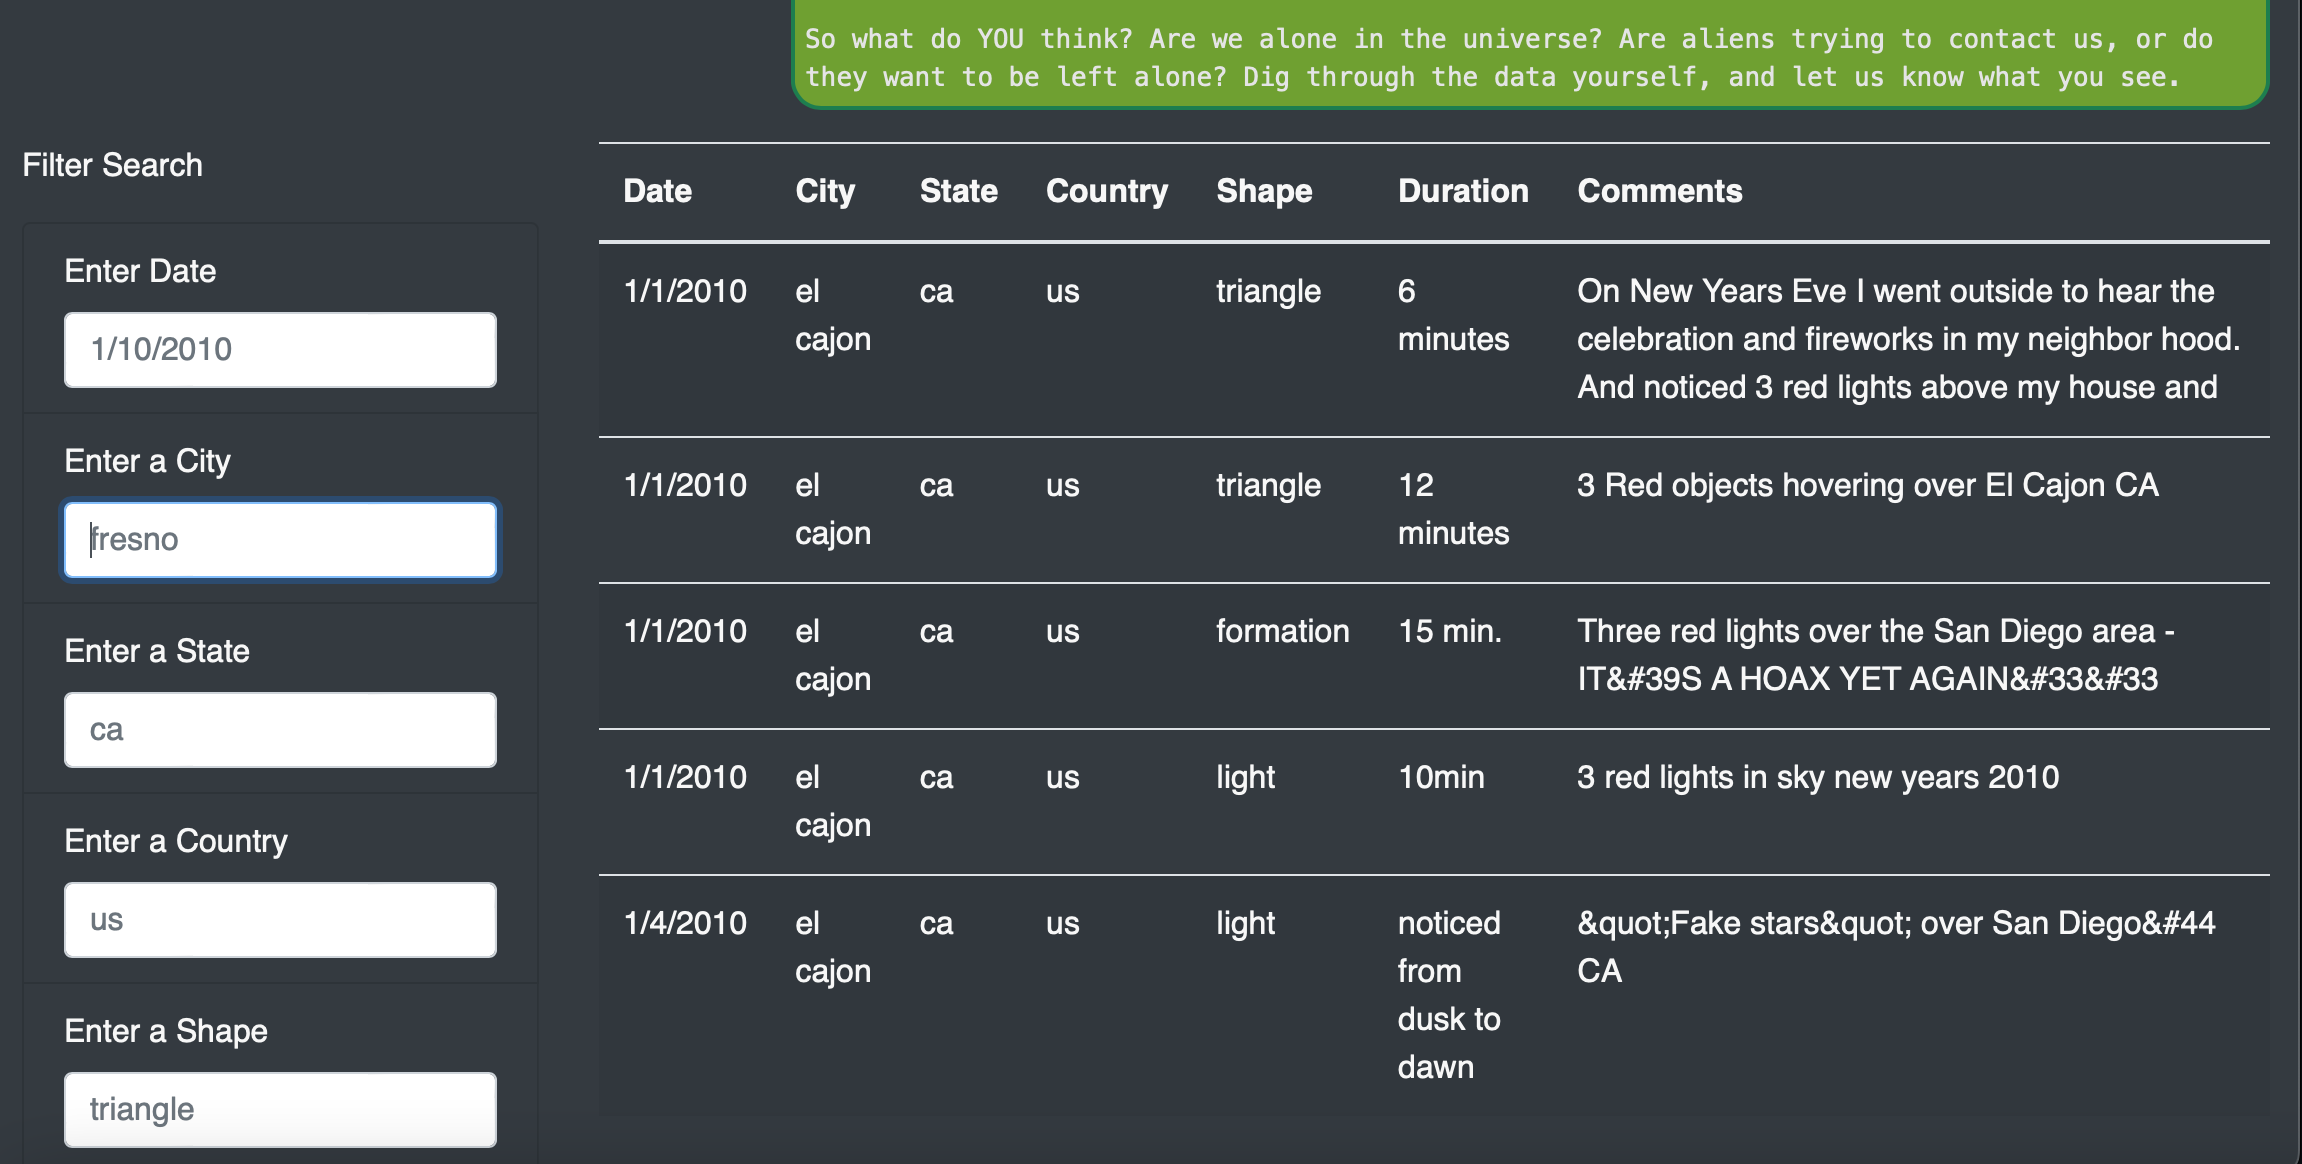 So what do YOU think? Are we alone in the universe? Are aliens trying to contact us, or do
they want to be left alone? Dig through the data yourself, and let us know what you see.
Filter Search
Enter Date
1/10/2010
Enter a City
fresno
Enter a State
ca
Enter a Country
us
Enter a Shape
triangle
Date City State Country Shape Duration Comments
1/1/2010 el ca us triangle 6 On New Years Eve I went outside to hear the
cajon minutes celebration and fireworks in my neighbor hood.
And noticed 3 red lights above my house and
1/1/2010 el ca us triangle 12 3 Red objects hovering over El Cajon CA
cajon minutes
1/1/2010 el ca us formation 15 min. Three red lights over the San Diego area -
cajon IT&#39S A HOAX YET AGAIN&#33&#33
1/1/2010 el ca us light 10min 3 red lights in sky new years 2010
cajon
1/4/2010 el ca us light noticed &quot;Fake stars&quot; over San Diego&#44
cajon from CA
dusk to
dawn